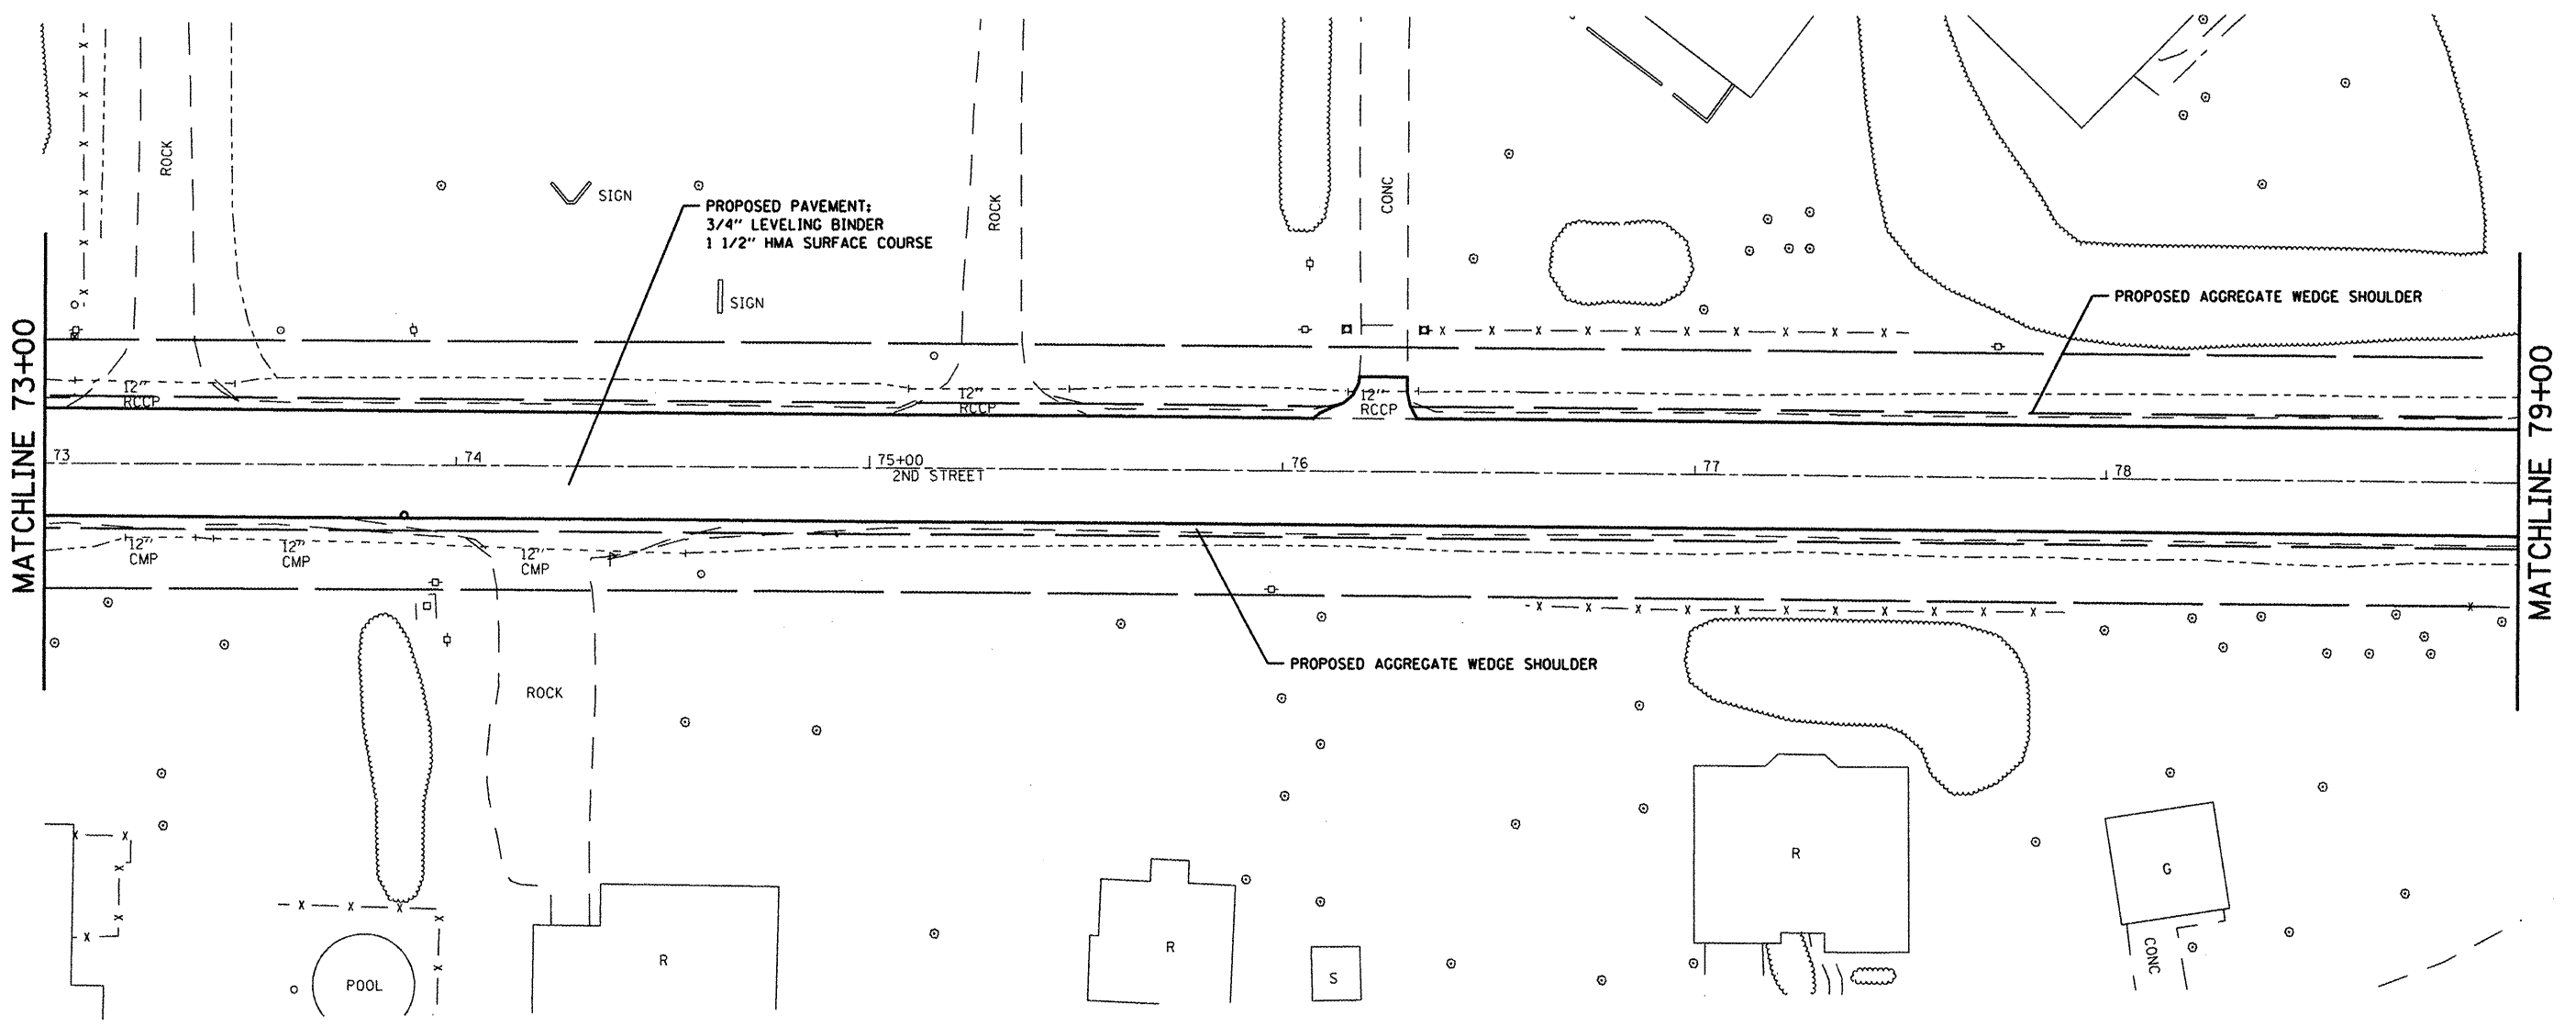 ROCK
SIGN
PROPOSED PAVEMENT:
3/4" LEVELING BINDER
1 1/2" HMA SURFACE COURSE
ROCK
CONC
SIGN
PROPOSED AGGREGATE WEDGE SHOULDER
MATCHLINE 73+00
12"
RCCP
12"
RCCP
12"
RCCP
MATCHLINE 79+00
73
74
75+00
76
77
78
2ND STREET
12"
CMP
12"
CMP
12"
CMP
PROPOSED AGGREGATE WEDGE SHOULDER
ROCK
R
G
R
R
S
POOL
CONC